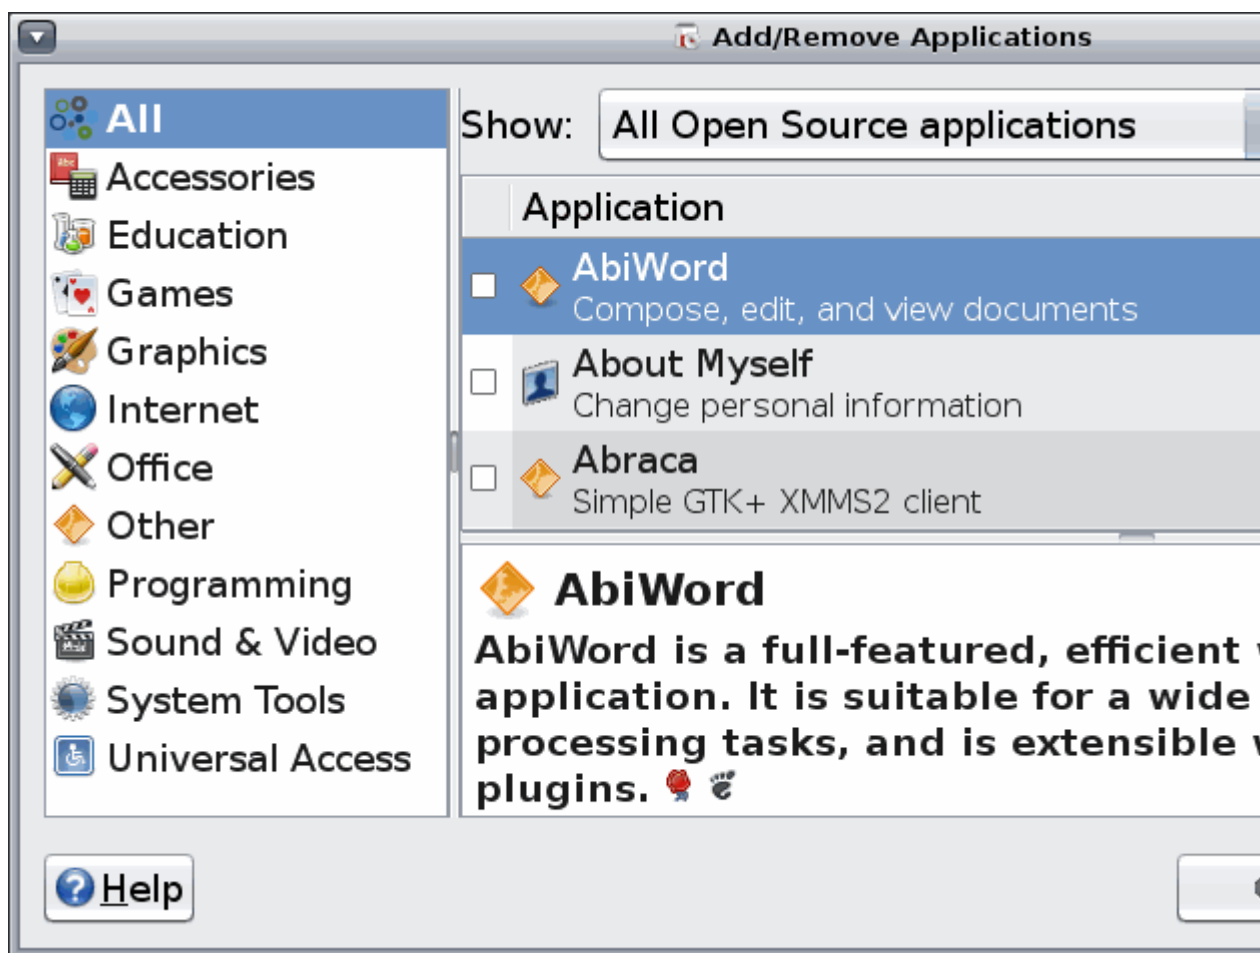 Add/Remove Applications
All
Accessories
Education
Games
Graphics
Internet
Office
Other
Programming
Sound & Video
System Tools
Universal Access
Show: All Open Source applications
Application
AbiWord
Compose, edit, and view documents
About Myself
Change personal information
Abraca
Simple GTK+ XMMS2 client
AbiWord
AbiWord is a full-featured, efficient
application. It is suitable for a wide
processing tasks, and is extensible
plugins.
Help